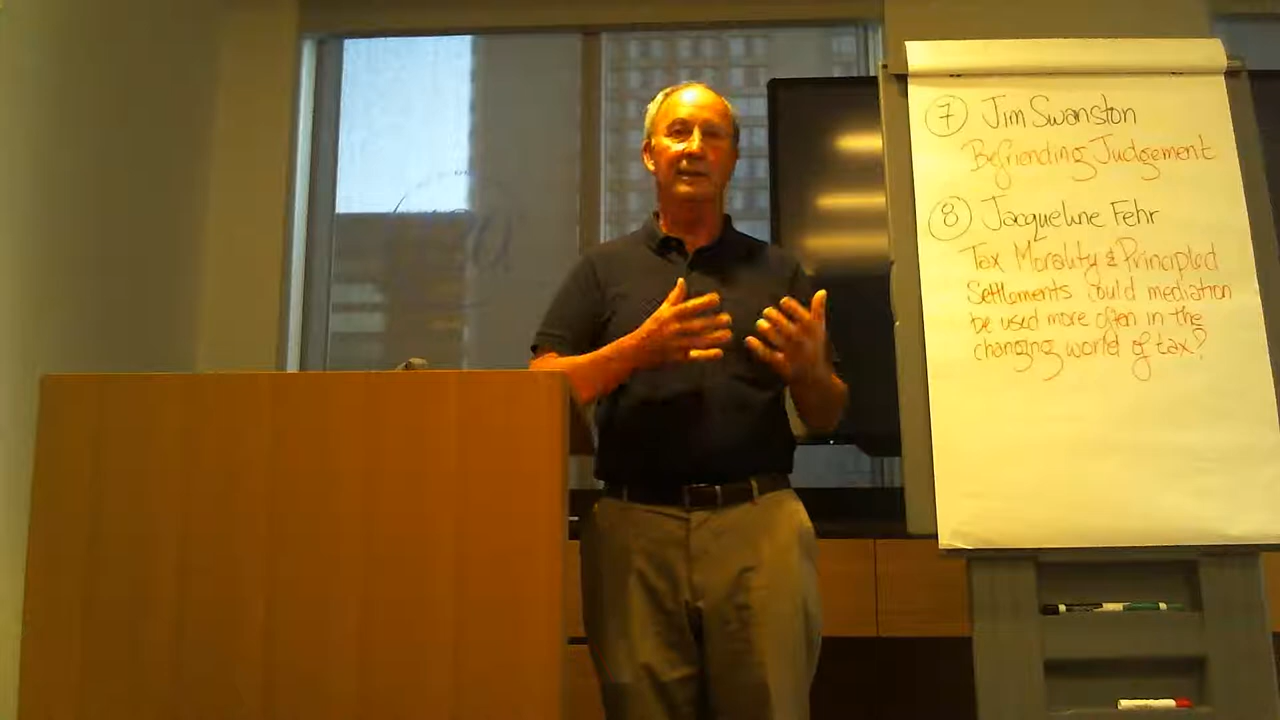 7 Jim Swanston
Befriending Judgement
8 Jacqueline Fehr
Tax Morality & Principled
Settlements Could mediation
be used more often in the
changing world of tax?